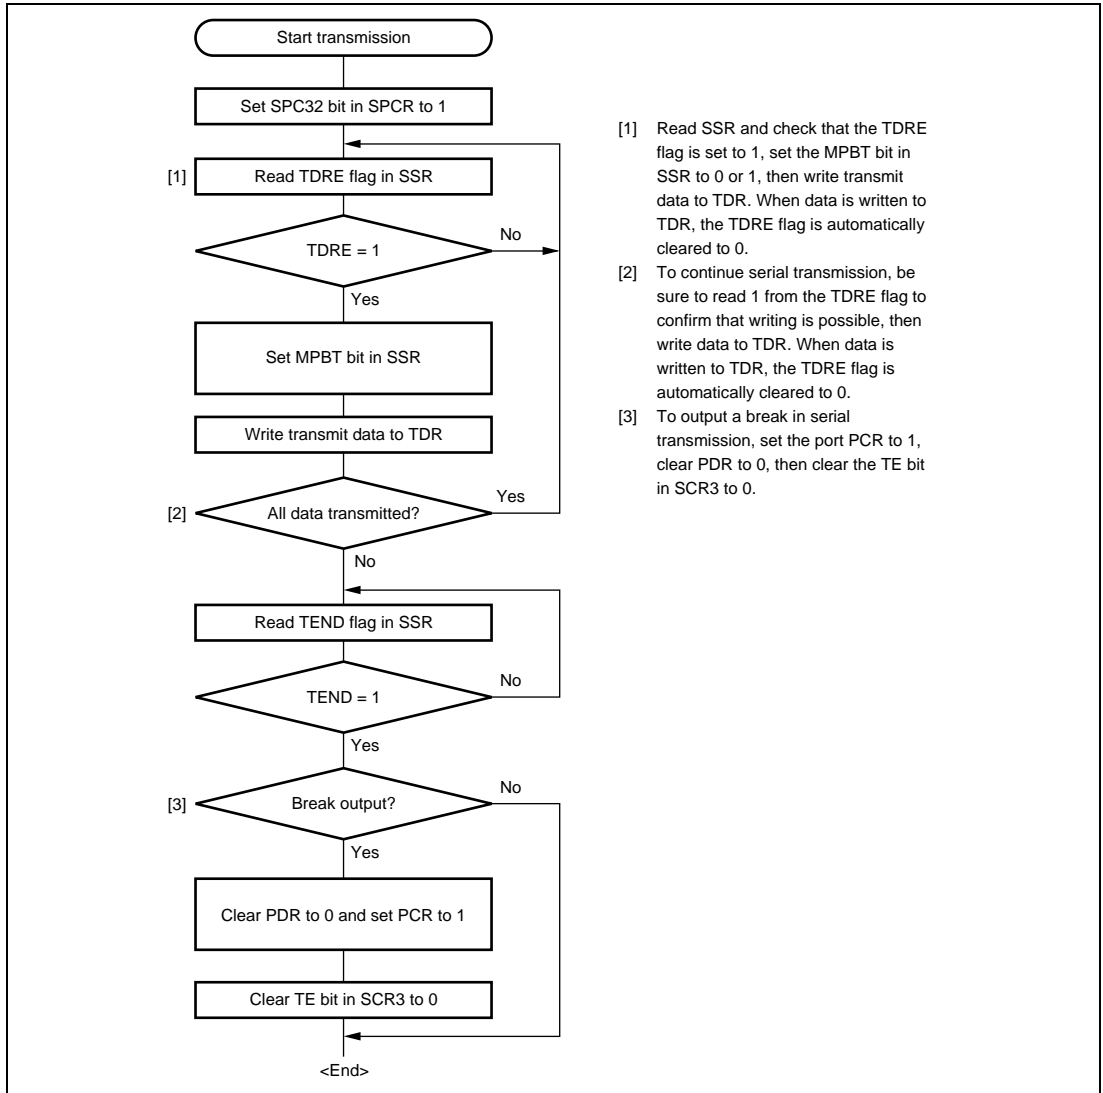 Start transmission
Set SPC32 bit in SPCR to 1
[1]
Read TDRE flag in SSR
TDRE = 1
No
Yes
Set MPBT bit in SSR
Write transmit data to TDR
[2]
All data transmitted?
Yes
No
Read TEND flag in SSR
TEND = 1
No
Yes
[3]
Break output?
No
Yes
Clear PDR to 0 and set PCR to 1
Clear TE bit in SCR3 to 0
<End>
[1] Read SSR and check that the TDRE
flag is set to 1, set the MPBT bit in
SSR to 0 or 1, then write transmit
data to TDR. When data is written to
TDR, the TDRE flag is automatically
cleared to 0.
[2] To continue serial transmission, be
sure to read 1 from the TDRE flag to
confirm that writing is possible, then
write data to TDR. When data is
written to TDR, the TDRE flag is
automatically cleared to 0.
[3] To output a break in serial
transmission, set the port PCR to 1,
clear PDR to 0, then clear the TE bit
in SCR3 to 0.